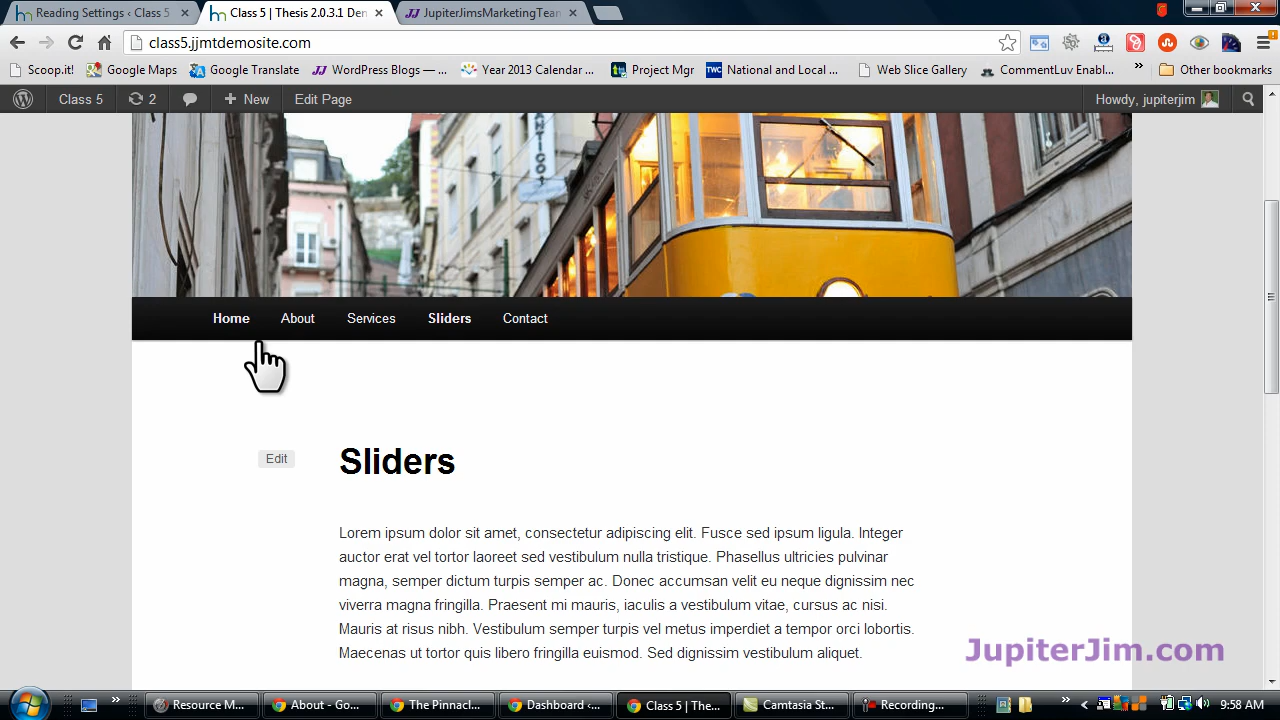 Reading Settings ‹ Class 5
Class 5 | Thesis 2.0.3.1 Den
JupiterJimsMarketingTean
class5.jjmtdemosite.com
Scoop.it!
Google Maps
Google Translate
WordPress Blogs — ...
Year 2013 Calendar ...
Project Mgr
TWC
National and Local ...
Web Slice Gallery
CommentLuv Enabl...
»
Other bookmarks
Class 5
2
New
Edit Page
Howdy, jupiterjim
ANTIGO
Home
About
Services
Sliders
Contact
Edit
Sliders
Lorem ipsum dolor sit amet, consectetur adipiscing elit. Fusce sed ipsum ligula. Integer
auctor erat vel tortor laoreet sed vestibulum nulla tristique. Phasellus ultricies pulvinar
magna, semper dictum turpis semper ac. Donec accumsan velit eu neque dignissim nec
viverra magna fringilla. Praesent mi mauris, iaculis a vestibulum vitae, cursus ac nisi.
Mauris at risus nibh. Vestibulum semper turpis vel metus imperdiet a tempor orci lobortis.
Maecenas ut tortor quis libero fringilla euismod. Sed dignissim vestibulum aliquet.
JupiterJim.com
»
Resource M...
About - Go...
The Pinnacl...
Dashboard ‹...
Class 5 | The...
Camtasia St...
Recording...
»
9:58 AM